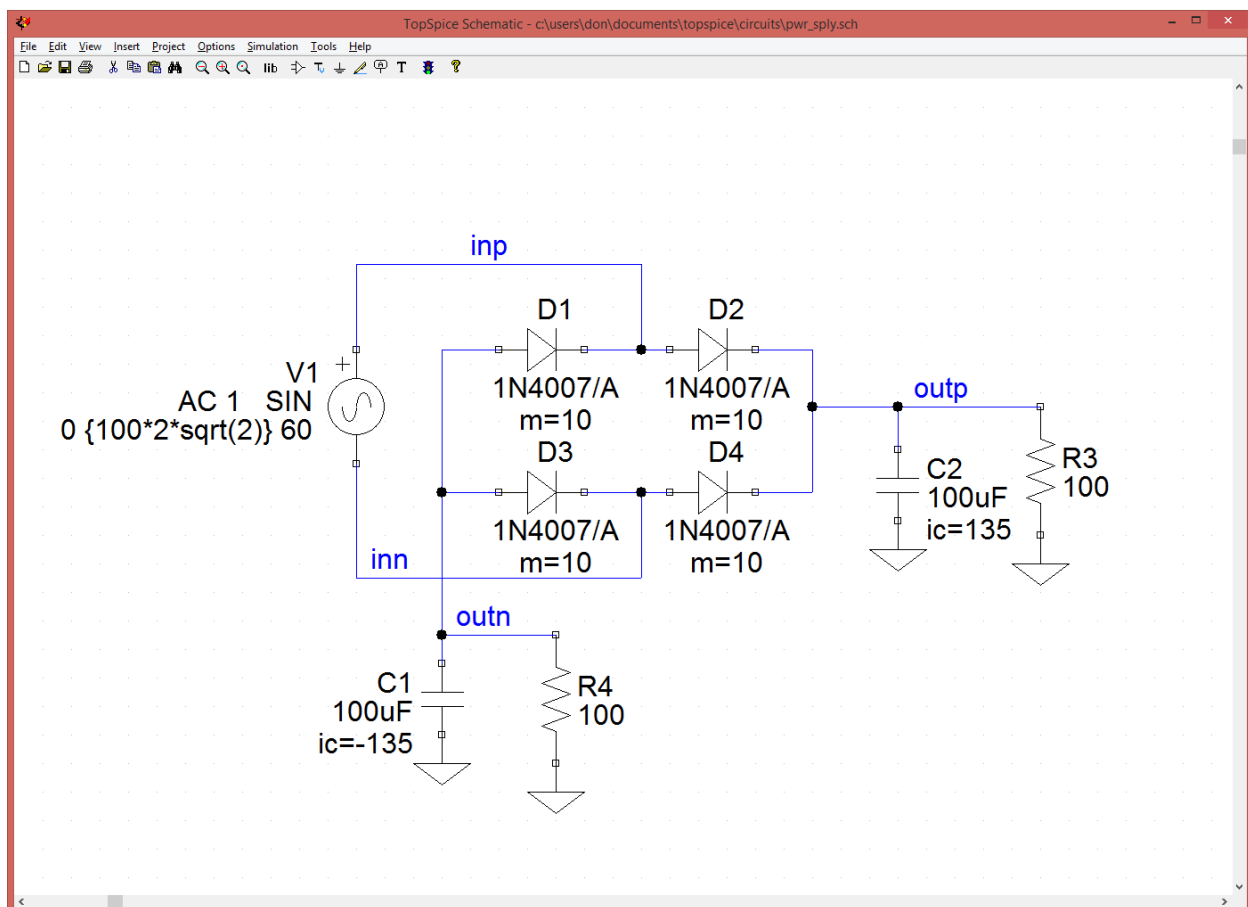 TopSpice Schematic - c:\users\don\documents\topspice\circuits\pwr_sply.sch
File Edit View Insert Project Options Simulation Tools Help
lib T ?
inp
D1
D2
1N4007/A
1N4007/A
m=10
m=10
V1
+
AC 1 SIN
0 {100*2*sqrt(2)} 60
outp
D3
D4
1N4007/A
1N4007/A
m=10
m=10
C2
100uF
ic=135
R3
100
inn
outn
C1
100uF
ic=-135
R4
100